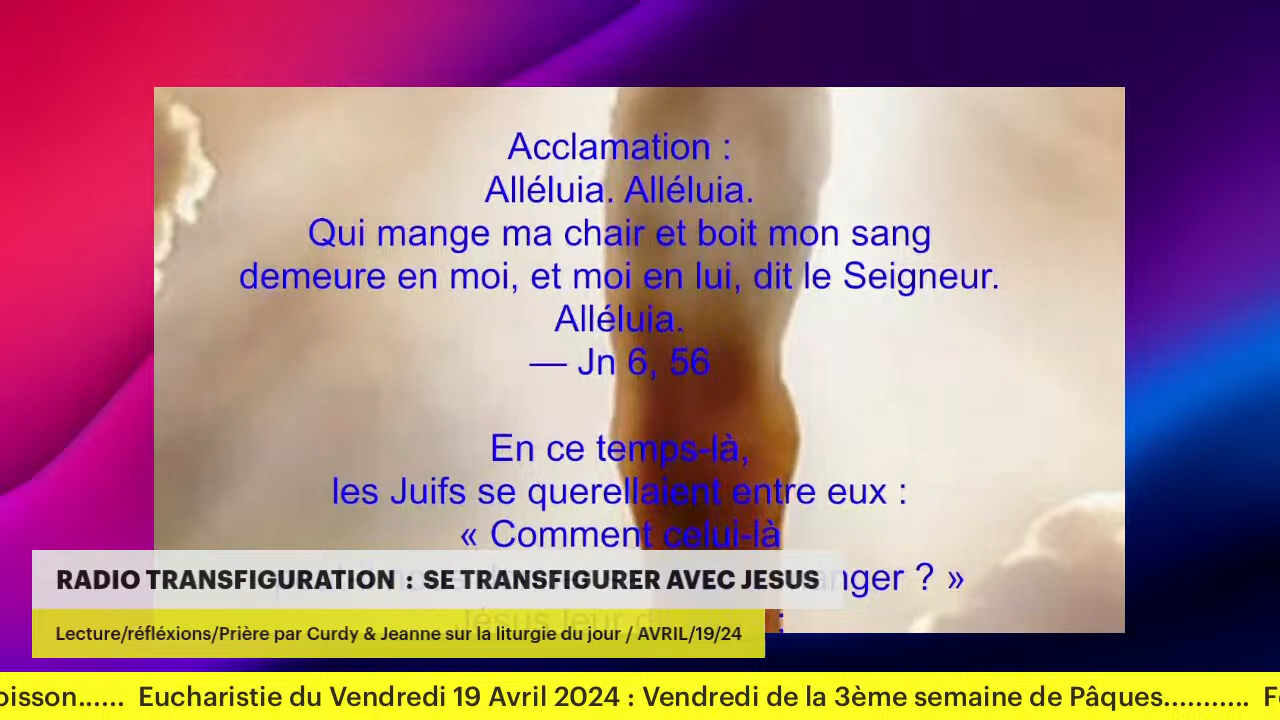 Acclamation :
Alléluia. Alléluia.
Qui mange ma chair et boit mon sang
demeure en moi, et moi en lui, dit le Seigneur.
Alléluia.
— Jn 6, 56
En ce temps-là,
les Juifs se querellaient entre eux :
« Comment celui-là
nger ? »
RADIO TRANSFIGURATION : SE TRANSFIGURER AVEC JESUS
Jésus leur d :
Lecture/réfléxions/Prière par Curdy & Jeanne sur la liturgie du jour / AVRIL/19/24
oisson...... Eucharistie du Vendredi 19 Avril 2024 : Vendredi de la 3ème semaine de Pâques........... F